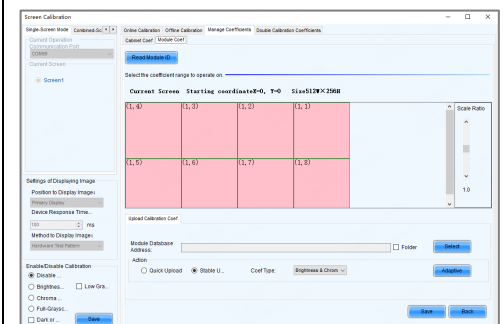 Screen Calibration
Single-Screen Mode Combined-Sc
Online Calibration Offline Calibration Manage Coefficients Double Calibration Coefficients
Current Operation
Communication Port
Cabinet Coef Module Coef
Read Module ID
Current Screen
Screen1
Select the coefficient range to operate on.
Current Screen Starting coordinateX=0, Y=0 Size512W×256H
(1,4) (1,3) (1,2) (1,1)
Scale Ratio
(1,5) (1,6) (1,7) (1,8)
1.0
Settings of Displaying Image
Position to Display Image:
Primary Display
Device Response Time...
100 ms
Method to Display Image:
Hardware Test Pattern
Upload Calibration Coef
Module Database
Address:
Folder
Select
Enable/Disable Calibration
Disable ...
Brightnes... Low Gra...
Chroma ...
Full-Graysc...
Dark or ...
Save
Action
Quick Upload Stable U... Coef Type: Brightness & Chrom
Adaptive
Save Back